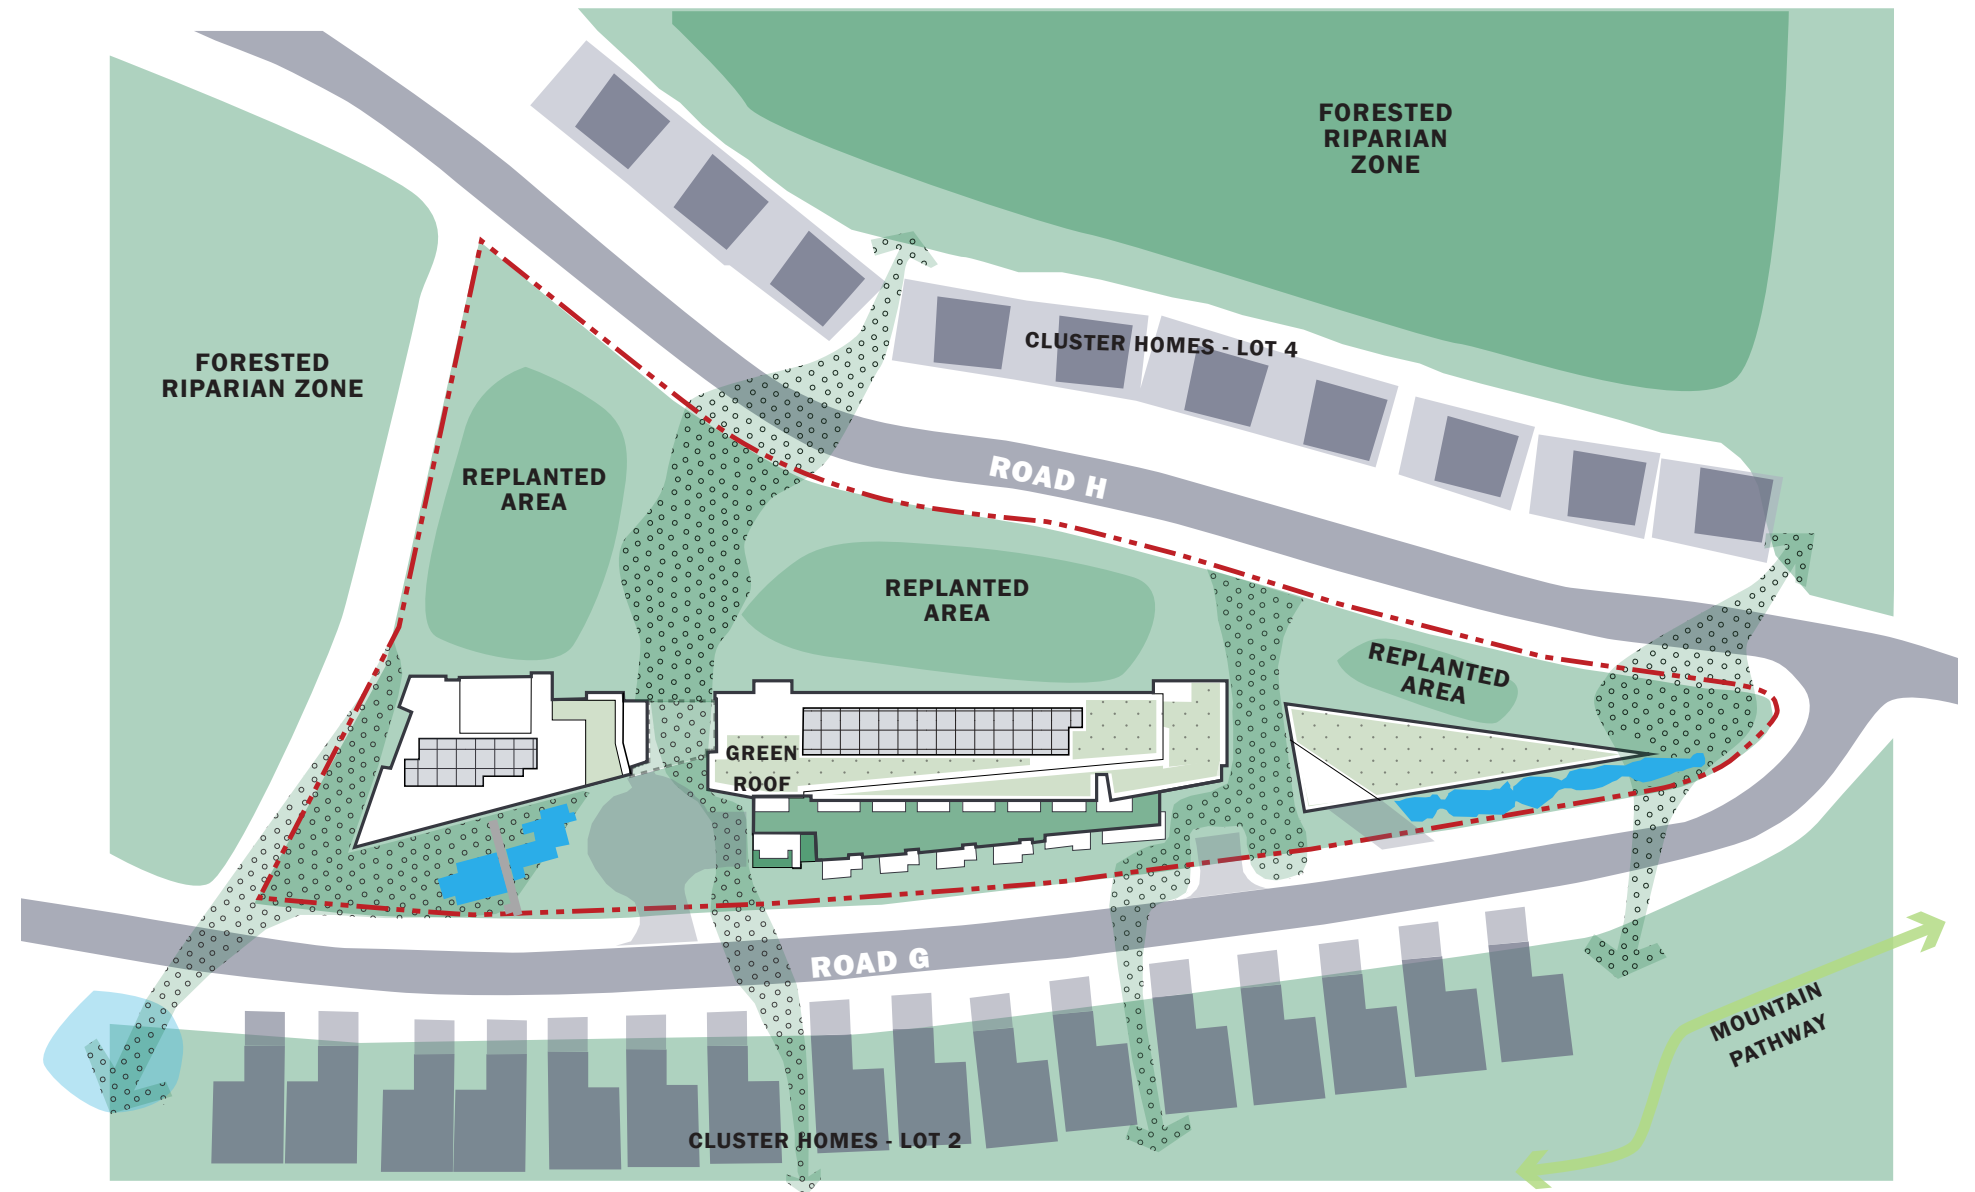 FORESTED
RIPARIAN
ZONE
FORESTED
RIPARIAN ZONE
CLUSTER HOMES - LOT 4
REPLANTED
AREA
ROAD H
REPLANTED
AREA
REPLANTED
AREA
GREEN
ROOF
ROAD G
MOUNTAIN
PATHWAY
CLUSTER HOMES - LOT 2